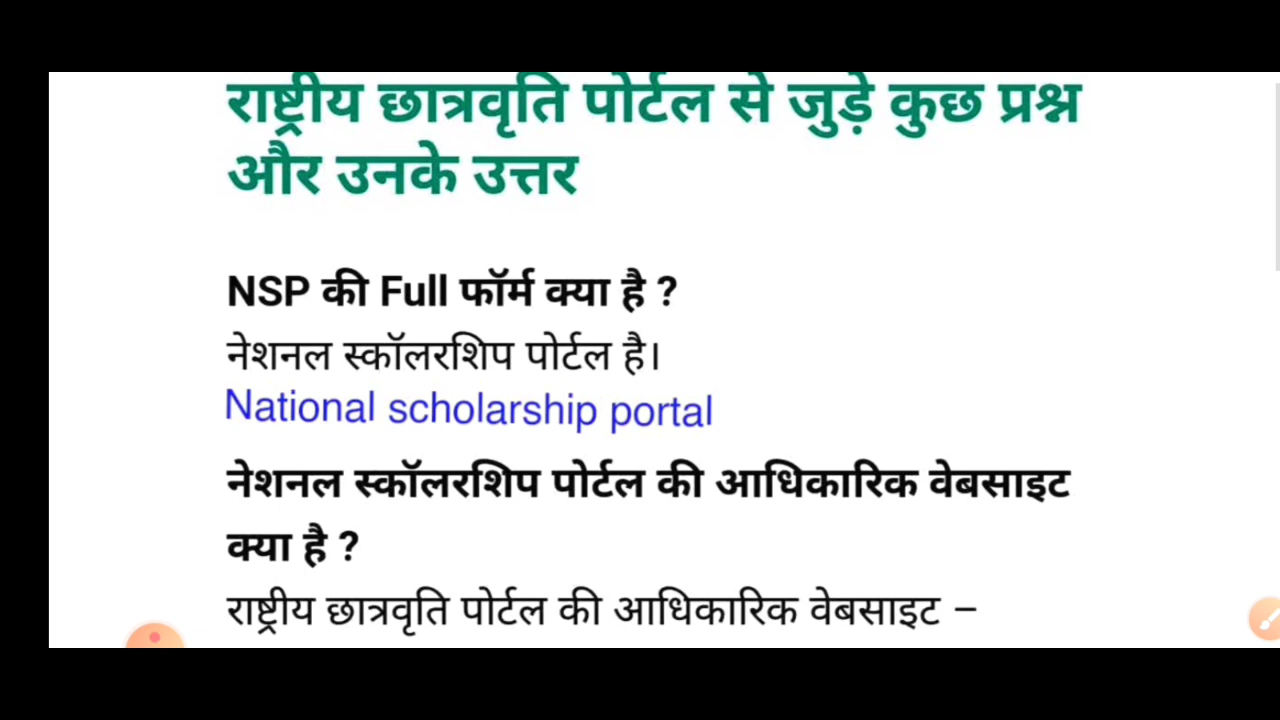 राष्ट्रीय छात्रवृति पोर्टल से जुड़े कुछ प्रश्न
और उनके उत्तर
NSP की Full फॉर्म क्या है ?
नेशनल स्कॉलरशिप पोर्टल है।
National scholarship portal
नेशनल स्कॉलरशिप पोर्टल की आधिकारिक वेबसाइट
क्या है ?
राष्ट्रीय छात्रवृति पोर्टल की आधिकारिक वेबसाइट –